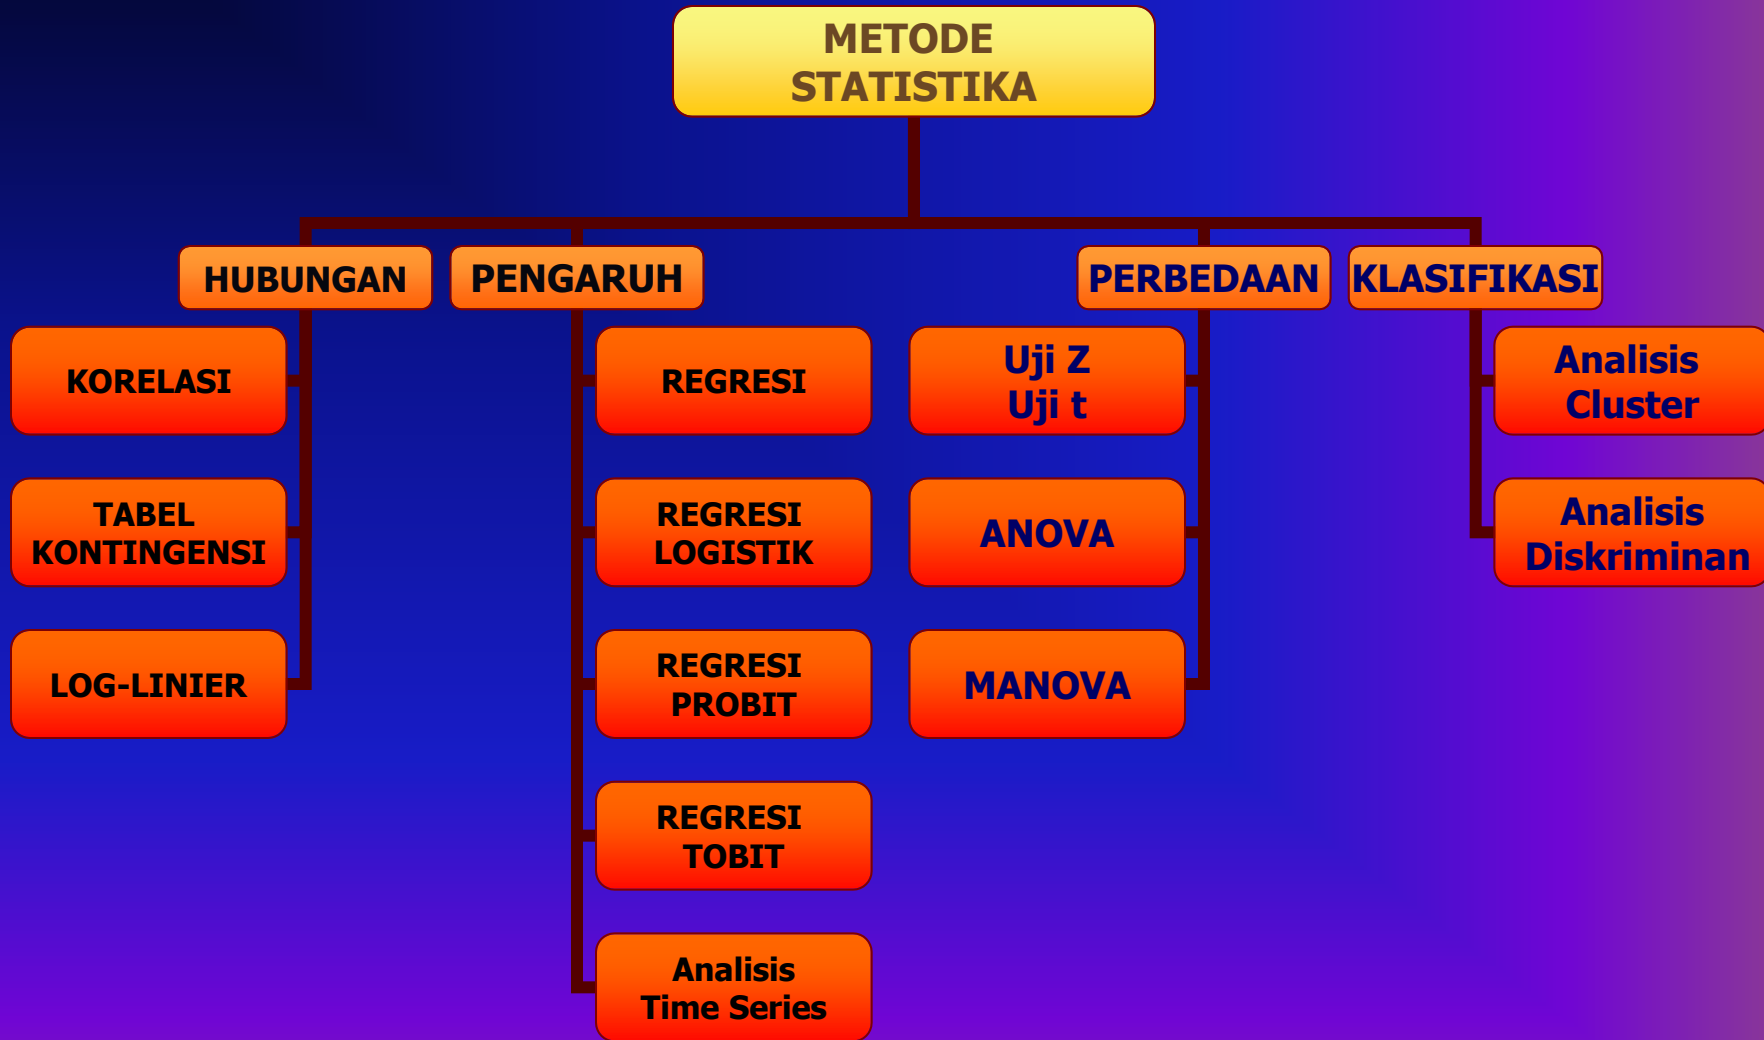 METODE
STATISTIKA
HUBUNGAN
PENGARUH
PERBEDAAN
KLASIFIKASI
KORELASI
TABEL
KONTINGENSI
LOG-LINIER
REGRESI
REGRESI
LOGISTIK
REGRESI
PROBIT
REGRESI
TOBIT
Analisis
Time Series
Uji Z
Uji t
ANOVA
MANOVA
Analisis
Cluster
Analisis
Diskriminan